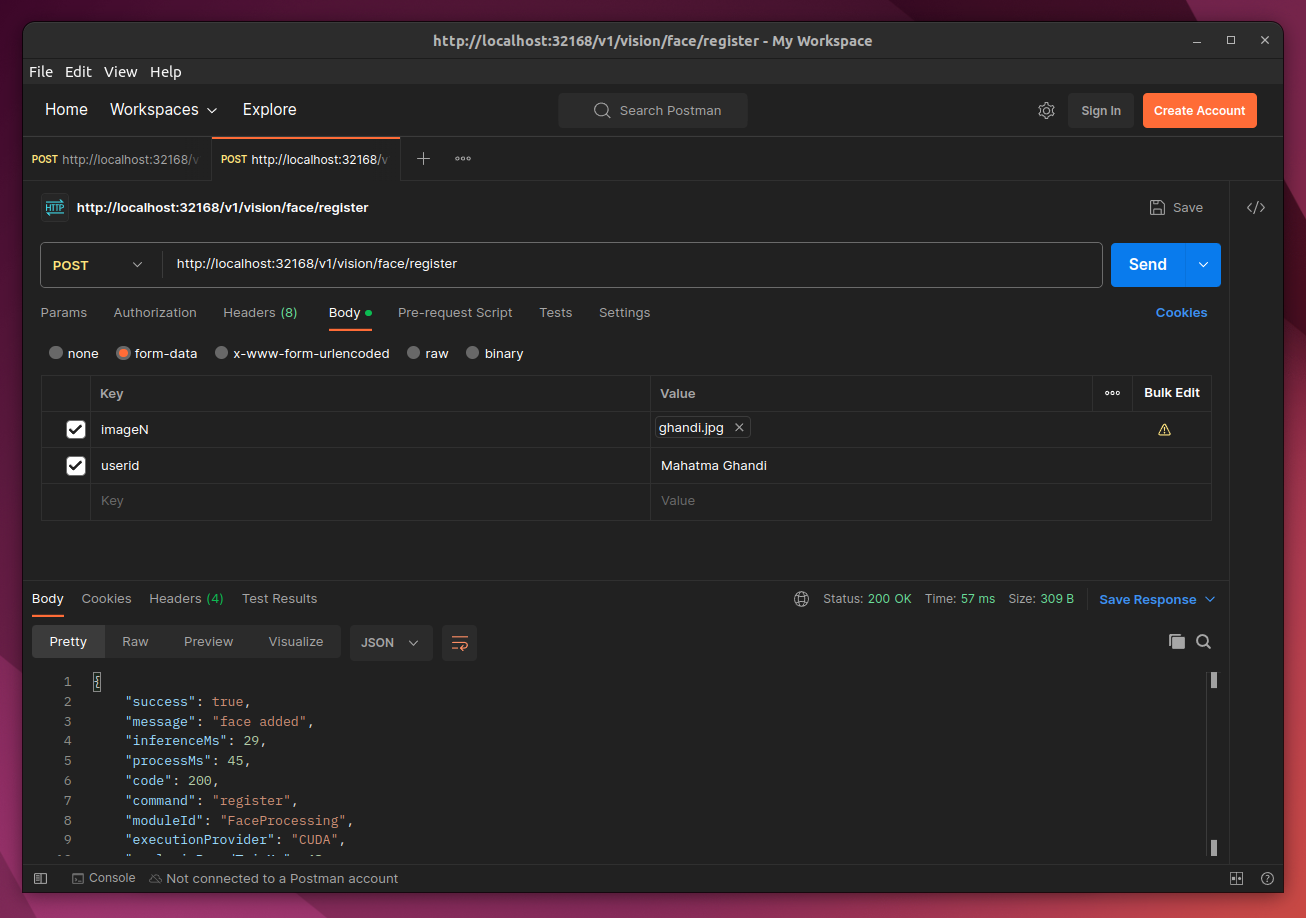 http://localhost:32168/v1/vision/face/register - My Workspace
File Edit View Help
Home Workspaces Explore Search Postman Sign In Create Account
POST http://localhost:32168/v POST http://localhost:32168/v
HTTP http://localhost:32168/v1/vision/face/register Save </>
POST http://localhost:32168/v1/vision/face/register Send
Params Authorization Headers (8) Body Pre-request Script Tests Settings Cookies
none form-data x-www-form-urlencoded raw binary
Key Value Bulk Edit
imageN ghandi.jpg
userid Mahatma Ghandi
Key Value
Body Cookies Headers (4) Test Results Status: 200 OK Time: 57 ms Size: 309 B Save Response
Pretty Raw Preview Visualize JSON
1 {
2 "success": true,
3 "message": "face added",
4 "inferenceMs": 29,
5 "processMs": 45,
6 "code": 200,
7 "command": "register",
8 "moduleId": "FaceProcessing",
9 "executionProvider": "CUDA",
Console Not connected to a Postman account